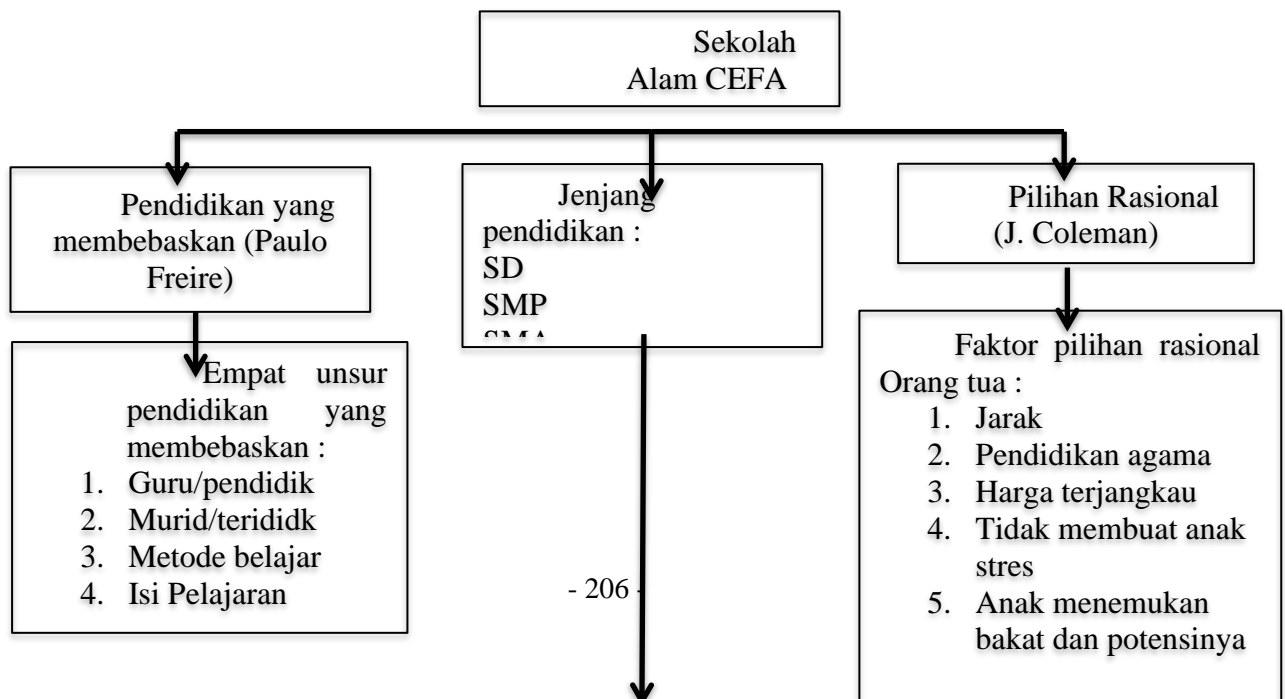 Sekolah
Alam CEFA
Pendidikan yang
membebaskan (Paulo
Freire)
Jenjang
pendidikan :
SD
SMP
Pilihan Rasional
(J. Coleman)
Empat unsur
pendidikan yang
membebaskan :
1. Guru/pendidik
2. Murid/terididk
3. Metode belajar
4. Isi Pelajaran
Faktor pilihan rasional
Orang tua :
1. Jarak
2. Pendidikan agama
3. Harga terjangkau
4. Tidak membuat anak
stres
5. Anak menemukan
bakat dan potensinya
- 206 -